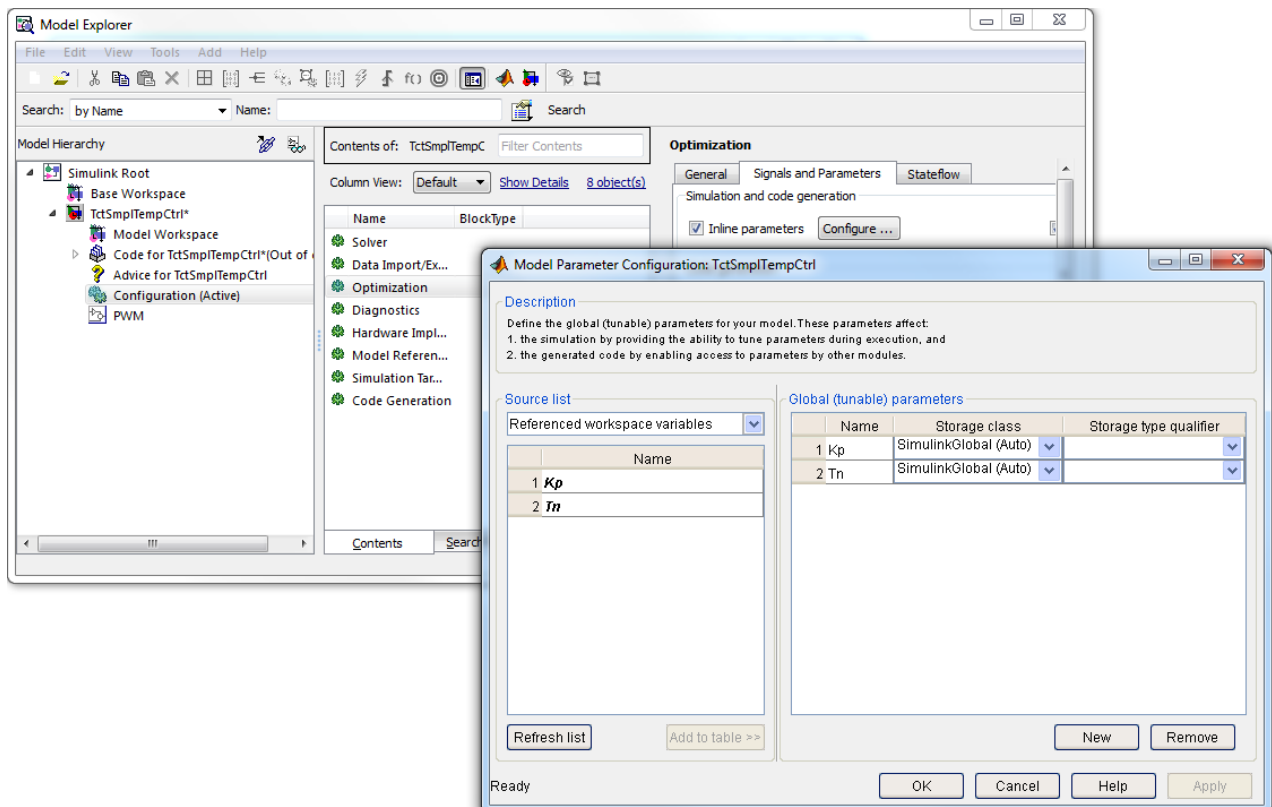 Model Explorer
File Edit View Tools Add Help
Search: by Name Name: Search
Model Hierarchy
Simulink Root
Base Workspace
TctSmplTempCtrl*
Model Workspace
Code for TctSmplTempCtrl*(Out of
Advice for TctSmplTempCtrl
Configuration (Active)
PWM
Contents of: TctSmplTempC Filter Contents
Column View: Default Show Details 8 object(s)
Name BlockType
Solver
Data Import/Ex...
Optimization
Diagnostics
Hardware Impl...
Model Referen...
Simulation Tar...
Code Generation
Contents Search
Optimization
General Signals and Parameters Stateflow
Simulation and code generation
Inline parameters Configure ...
Model Parameter Configuration: TctSmplTempCtrl
Description
Define the global (tunable) parameters for your model.These parameters affect:
1. the simulation by providing the ability to tune parameters during execution, and
2. the generated code by enabling access to parameters by other modules.
Source list
Referenced workspace variables
Name
1 Kp
2 Tn
Refresh list Add to table >>
Global (tunable) parameters
Name Storage class Storage type qualifier
1 Kp SimulinkGlobal (Auto)
2 Tn SimulinkGlobal (Auto)
New Remove
Ready OK Cancel Help Apply